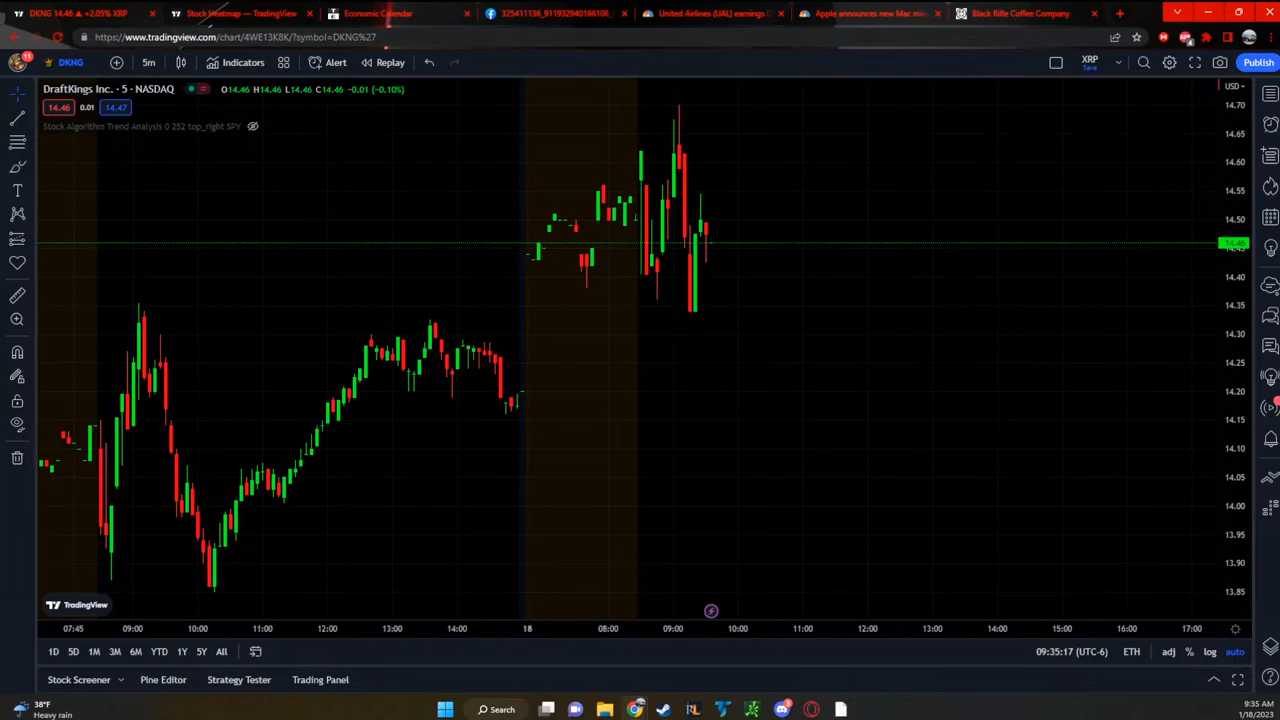 DKNG 14.46 ▲ +2.05% XRP
Stock Heatmap — TradingView
Economic Calendar
325411136_911932940166106_
United Airlines (UAL) earnings
Apple announces new Mac mi
Black Rifle Coffee Company
https://www.tradingview.com/chart/4WE13K8K/?symbol=DKNG%27
11
DKNG
5m
Indicators
Alert
Replay
XRP
Save
Publish
DraftKings Inc. · 5 · NASDAQ
O14.46 H14.46 L14.46 C14.46 -0.01 (-0.10%)
USD
14.46
0.01
14.47
Stock Algorithm Trend Analysis 0 252 top_right SPY
14.70
14.65
14.60
14.55
14.50
14.46
14.40
14.35
14.30
14.25
14.20
14.15
14.10
14.05
14.00
13.95
13.90
13.85
TradingView
07:45
09:00
10:00
11:00
12:00
13:00
14:00
18
08:00
09:00
10:00
11:00
12:00
13:00
14:00
15:00
16:00
17:00
1D 5D 1M 3M 6M YTD 1Y 5Y All
09:35:17 (UTC-6)
ETH
adj % log auto
Stock Screener
Pine Editor
Strategy Tester
Trading Panel
38°F
Heavy rain
Search
9:35 AM
1/18/2023